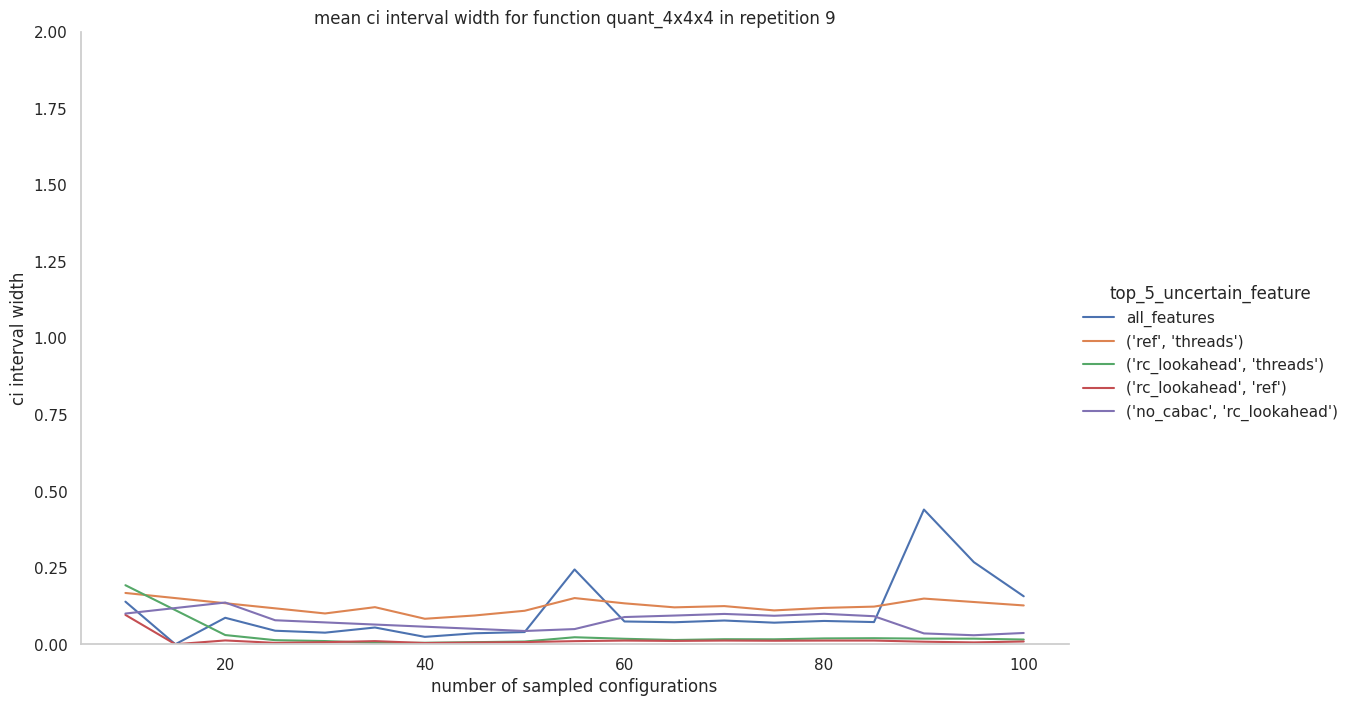 mean ci interval width for function quant_4x4x4 in repetition 9
2.00
1.75
1.50
1.25
1.00
0.75
0.50
0.25
0.00
ci interval width
20
40
60
80
100
number of sampled configurations
top_5_uncertain_feature
all_features
('ref', 'threads')
('rc_lookahead', 'threads')
('rc_lookahead', 'ref')
('no_cabac', 'rc_lookahead')